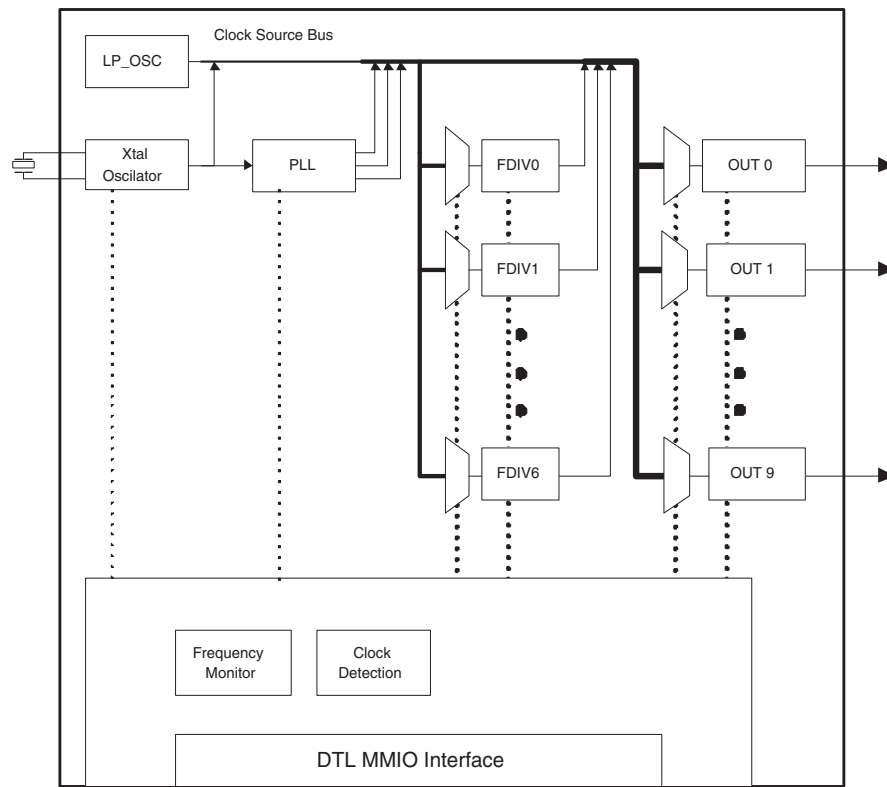 Clock Source Bus
LP_OSC
Xtal
Oscilator
PLL
FDIV0
OUT 0
FDIV1
OUT 1
FDIV6
OUT 9
Frequency
Monitor
Clock
Detection
DTL MMIO Interface